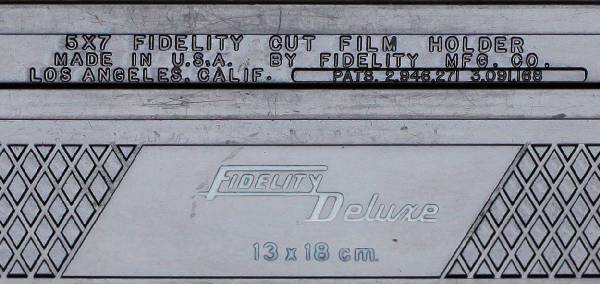 5X7 FIDELITY CUT FILM HOLDER
MADE IN U.S.A. BY FIDELITY MFG. CO.
LOS ANGELES, CALIF. PATS. 2,946,271 3,091,168
FIDELITY
Deluxe
13 x 18 cm.